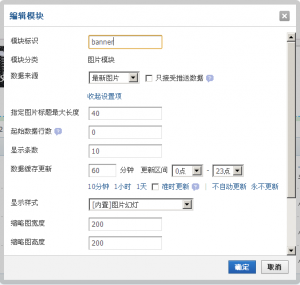 编辑模块
模块标识 banner
模块分类 图片模块
数据来源 最新图片 只接受推送数据
收起设置项
指定图片标题最大长度 40
起始数据行数 0
显示条数 10
数据缓存更新 60 分钟 更新区间 0点 - 23点
10分钟 1小时 1天 准时更新 | 不自动更新 永不更新
显示样式 [内置]图片幻灯
缩略图宽度 200
缩略图高度 200
确定 取消